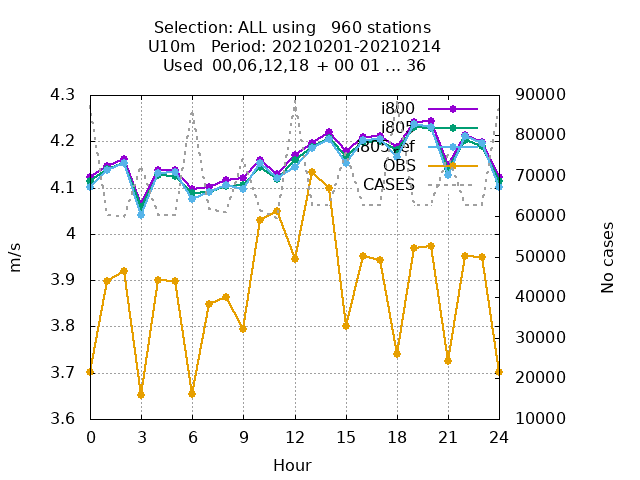 Selection: ALL using   960 stations
U10m   Period: 20210201-20210214
Used  00,06,12,18 + 00 01 ... 36
4.3
4.2
4.1
4
3.9
3.8
3.7
3.6
m/s
90000
80000
70000
60000
50000
40000
30000
20000
10000
No cases
i800
i805
i805ref
OBS
CASES
0 3 6 9 12 15 18 21 24
Hour